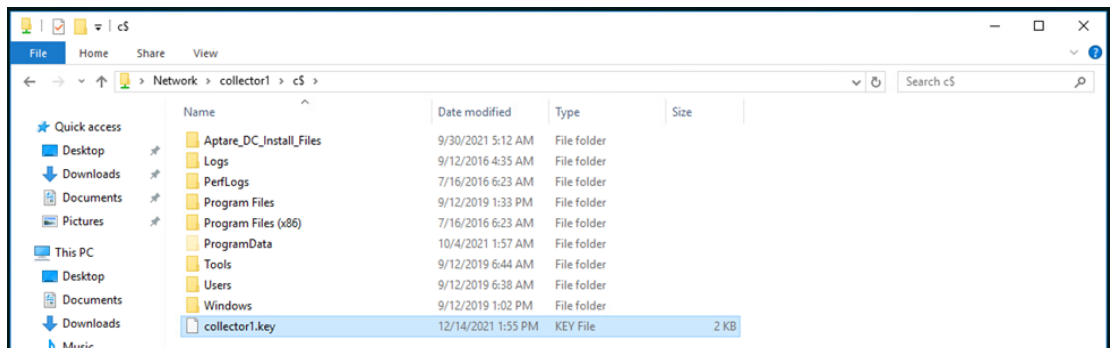 c$
File Home Share View
Network > collector1 > c$ > Search c$
Name Date modified Type Size
Quick access
Desktop
Downloads
Documents
Pictures
This PC
Desktop
Documents
Downloads
Music
Aptare_DC_Install_Files 9/30/2021 5:12 AM File folder
Logs 9/12/2016 4:35 AM File folder
PerfLogs 7/16/2016 6:23 AM File folder
Program Files 9/12/2019 1:33 PM File folder
Program Files (x86) 7/16/2016 6:23 AM File folder
ProgramData 10/4/2021 1:57 AM File folder
Tools 9/12/2019 6:44 AM File folder
Users 9/12/2019 6:38 AM File folder
Windows 9/12/2019 1:02 PM File folder
collector1.key 12/14/2021 1:55 PM KEY File 2 KB